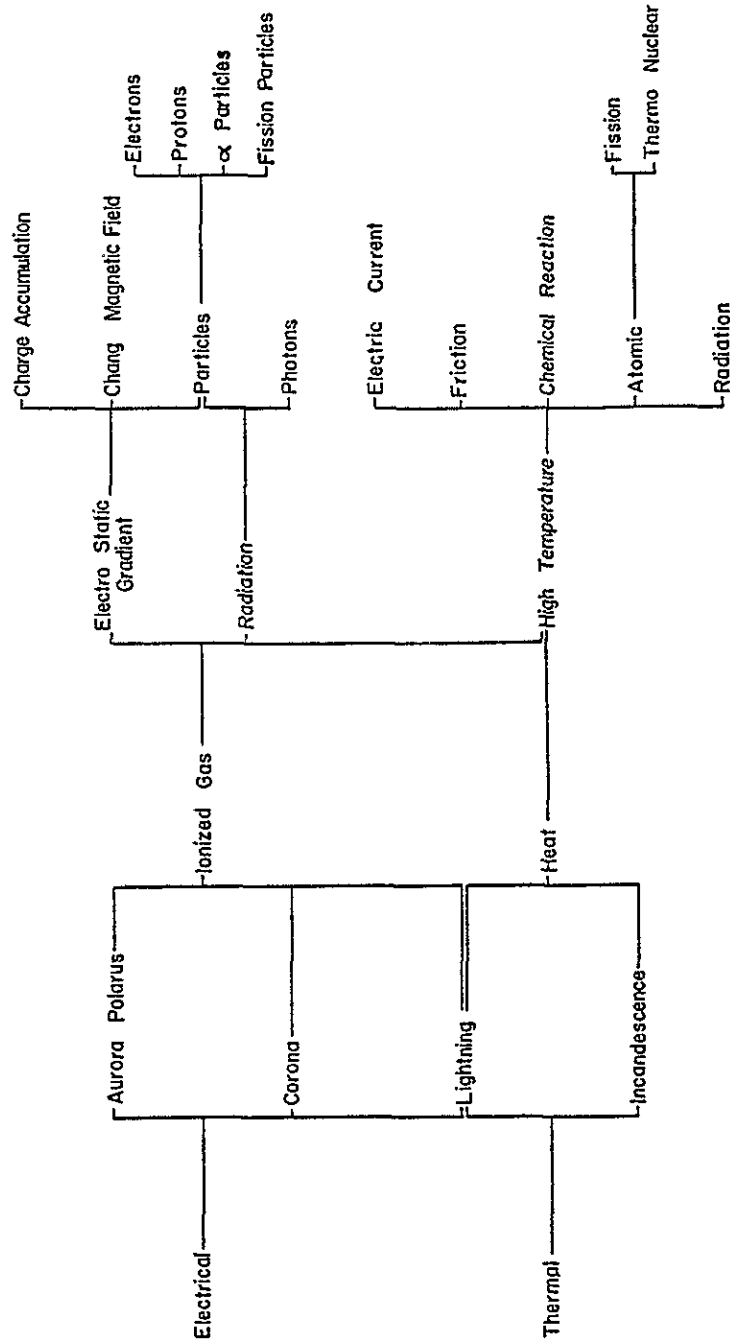 Electrical
Thermal
Aurora Polarus
Corona
Lightning
Incandescence
Ionized Gas
Heat
Electro Static
Gradient
Radiation
High Temperature
Charge Accumulation
Chang Magnetic Field
Particles
Photons
Electric Current
Friction
Chemical Reaction
Atomic
Radiation
Electrons
Protons
α Particles
Fission Particles
Fission
Thermo Nuclear